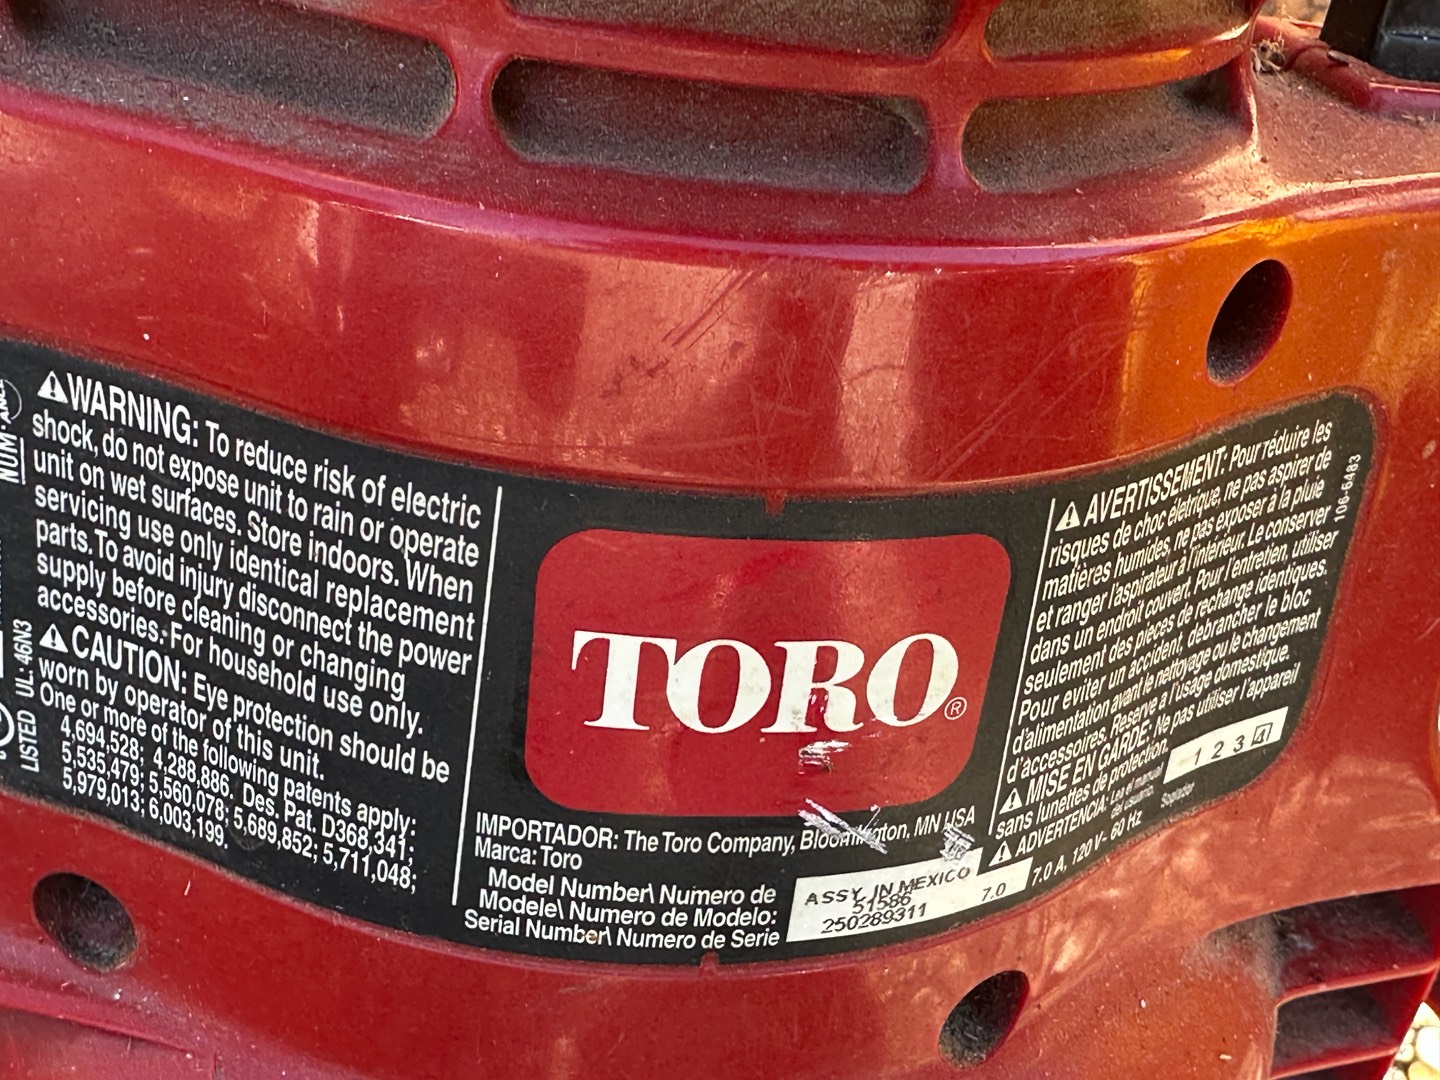 NUM
LISTED UL-46N3
⚠WARNING: To reduce risk of electric
shock, do not expose unit to rain or operate
unit on wet surfaces. Store indoors. When
servicing use only identical replacement
parts. To avoid injury disconnect the power
supply before cleaning or changing
accessories. For household use only.
⚠CAUTION: Eye protection should be
worn by operator of this unit.
One or more of the following patents apply:
4,694,528; 4,288,886. Des. Pat. D368,341;
5,535,479; 5,560,078; 5,689,852; 5,711,048;
5,979,013; 6,003,199.
TORO®
IMPORTADOR: The Toro Company, Bloomington, MN USA
Marca: Toro
Model Number\ Numero de
Modele\ Numero de Modelo:
Serial Number\ Numero de Serie
ASSY. IN MEXICO
51586
250289311
7.0
7.0 A, 120 V~ 60 Hz
⚠ AVERTISSEMENT: Pour réduire les
risques de choc életrique, ne pas aspirer de
matières humides, ne pas exposer à la pluie
et ranger l'aspirateur à l'intérieur. Le conserver
dans un endroit couvert. Pour l'entretien, utiliser
seulement des pièces de rechange identiques.
Pour eviter un accident, debrancher le bloc
d'alimentation avant le nettoyage ou le changement
d'accessoires. Reserve à l'usage domestique.
⚠ MISE EN GARDE: Ne pas utiliser l'appareil
sans lunettes de protection.
⚠ ADVERTENCIA: Lea el manual
del usuario.
Soplador
1 2 3 4
106-6483